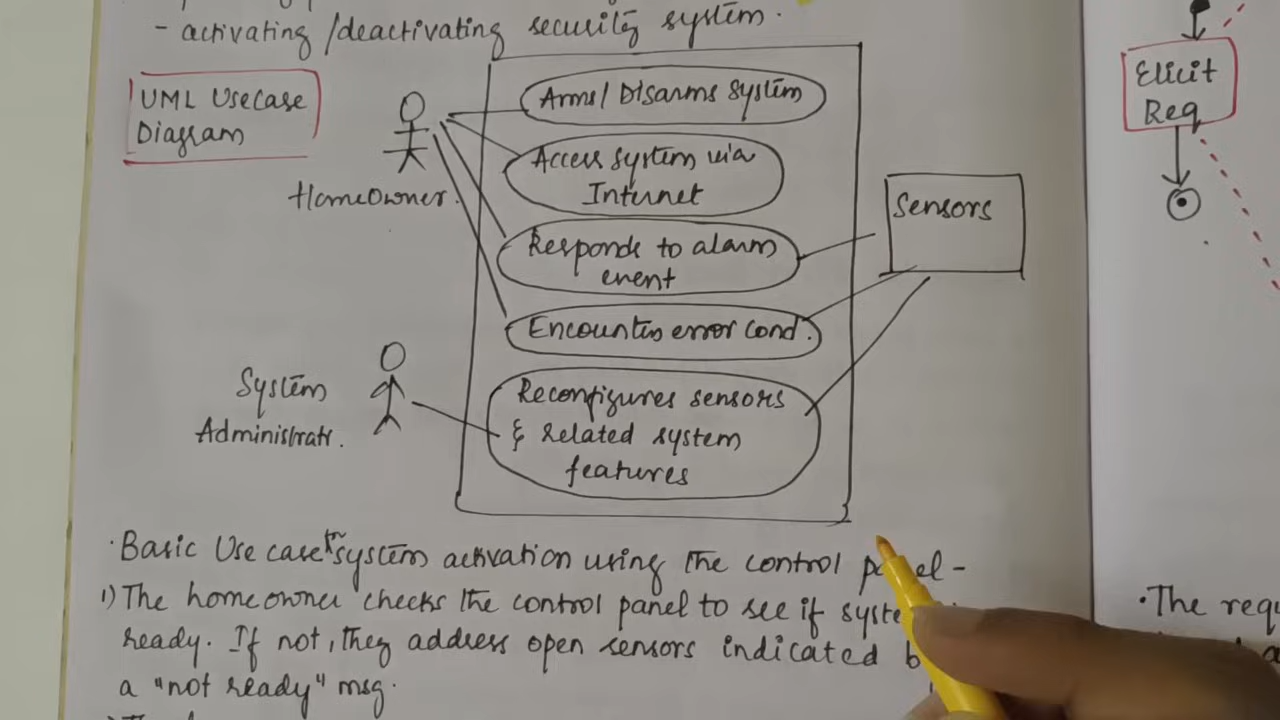 - activating/deactivating security system.
UML UseCase
Diagram
HomeOwner.
Arms/Disarms System
Access system via
Internet
Responds to alarm
event
Encounters error cond.
Reconfigures sensors
& related system
features
Sensors
System
Administratr.
· Basic Use case for system activation using the control panel -
1) The homeowner checks the control panel to see if
ready. If not, they address open sensors indicated
a "not ready" msg.
Elicit
Req
· The